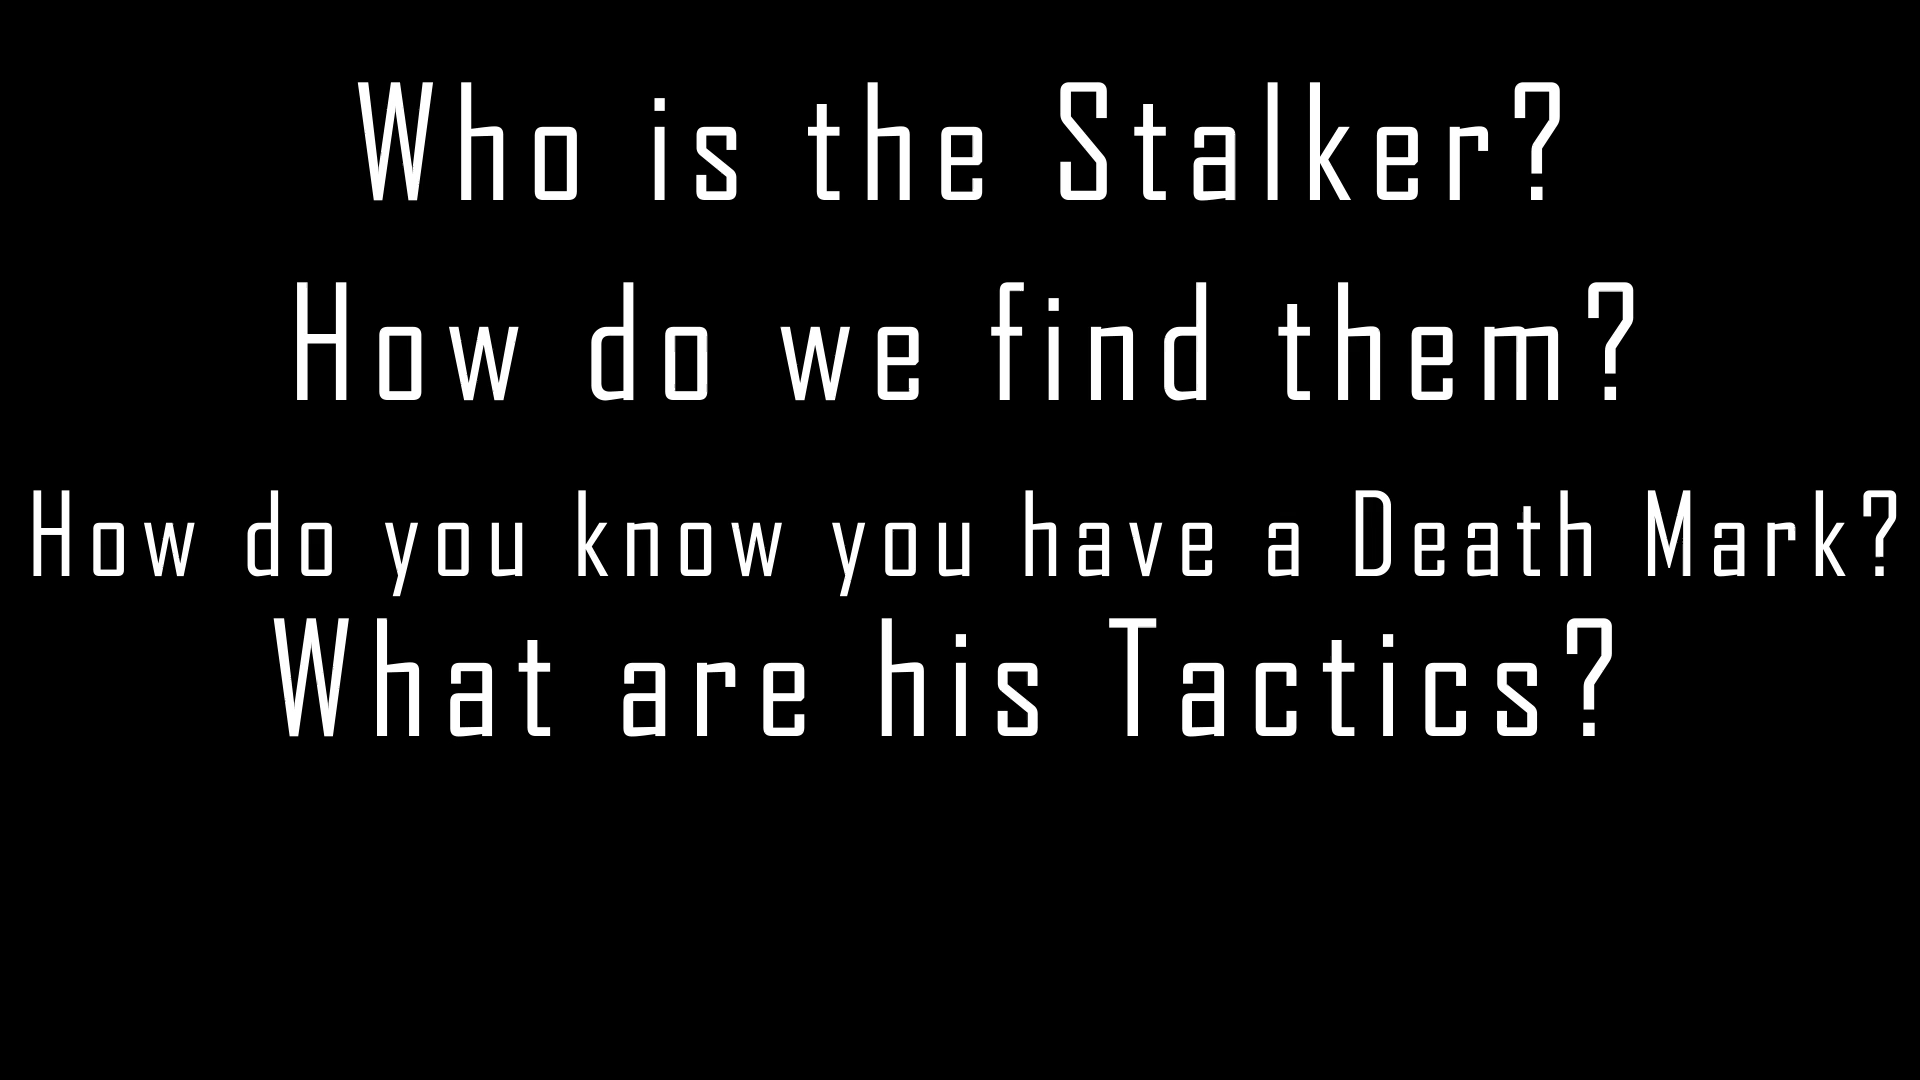 Who is the Stalker?
How do we find them?
How do you know you have a Death Mark?
What are his Tactics?